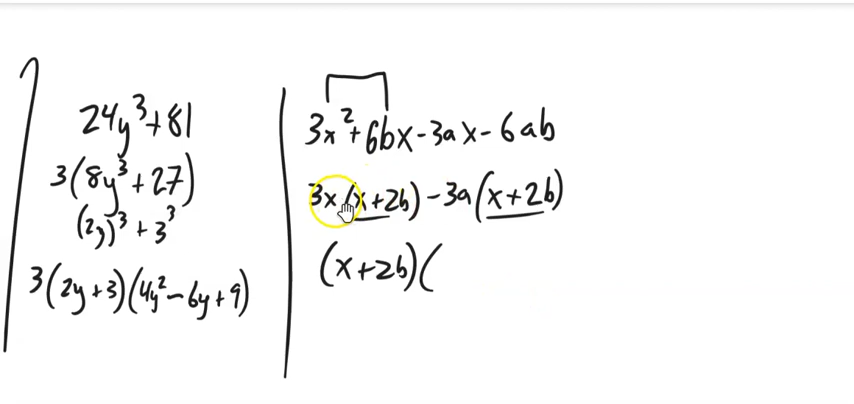 24y³+81
3(8y³+27)
(2y)³+3³
3(2y+3)(4y²-6y+9)
3x²+6bx-3ax-6ab
3x(x+2b)-3a(x+2b)
(x+2b)(